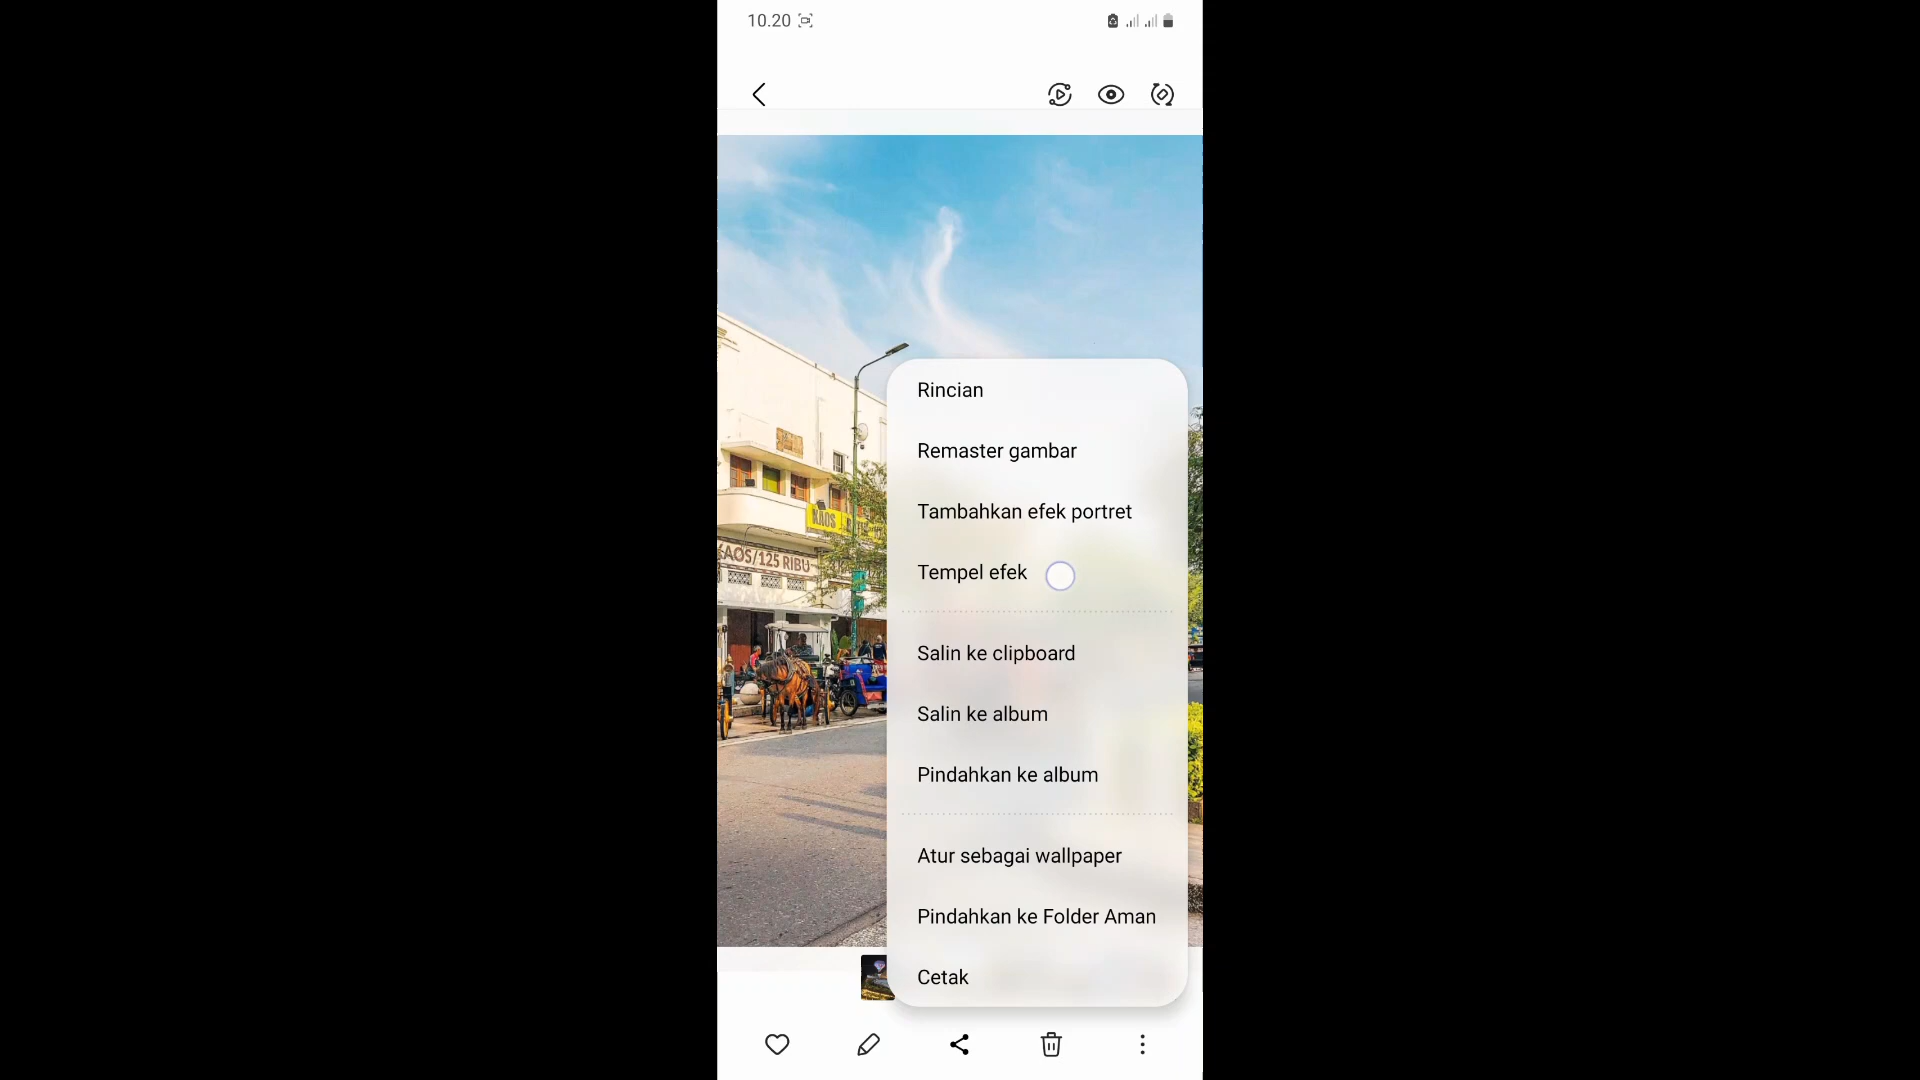 10.20
Rincian
Remaster gambar
Tambahkan efek portret
KAOS
KAOS/125 RIBU
Tempel efek
Salin ke clipboard
Salin ke album
Pindahkan ke album
Atur sebagai wallpaper
Pindahkan ke Folder Aman
Cetak